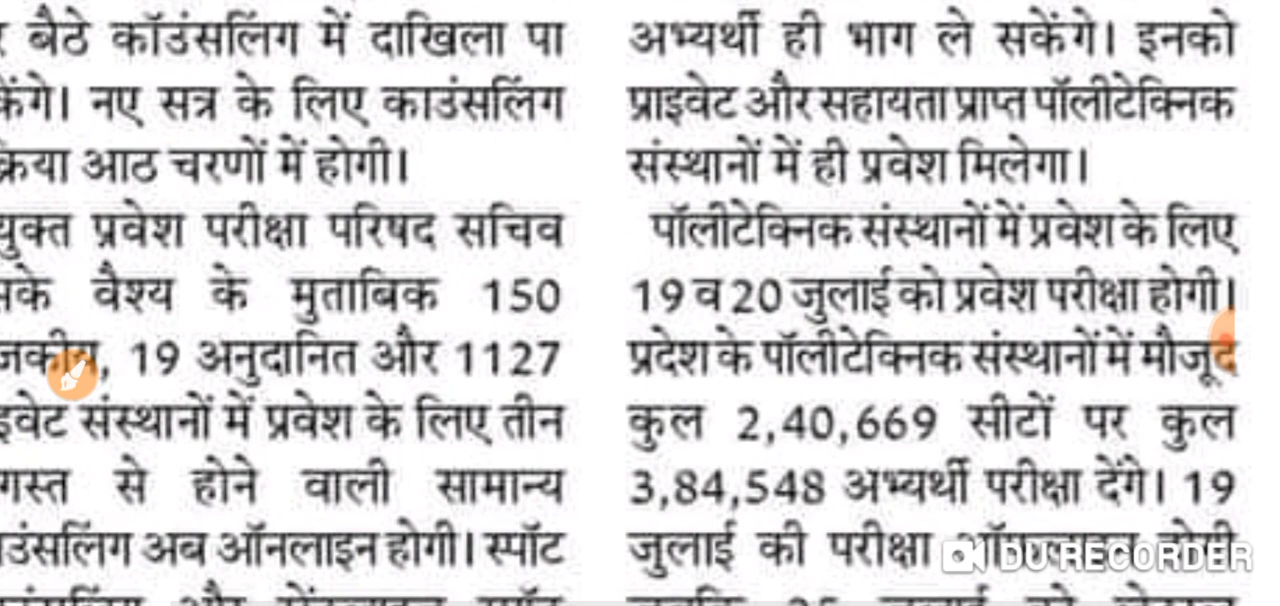 बैठे कॉउंसलिंग में दाखिला पा
केंगे। नए सत्र के लिए काउंसलिंग
क्रिया आठ चरणों में होगी।
युक्त प्रवेश परीक्षा परिषद सचिव
के वैश्य के मुताबिक 150
19 अनुदानित और 1127
इवेट संस्थानों में प्रवेश के लिए तीन
गस्त से होने वाली सामान्य
उंसलिंग अब ऑनलाइन होगी। स्पॉट
अभ्यर्थी ही भाग ले सकेंगे। इनको
प्राइवेट और सहायता प्राप्त पॉलीटेक्निक
संस्थानों में ही प्रवेश मिलेगा।
पॉलीटेक्निक संस्थानों में प्रवेश के लिए
19 व 20 जुलाई को प्रवेश परीक्षा होगी।
प्रदेश के पॉलीटेक्निक संस्थानों में मौजूद
कुल 2,40,669 सीटों पर कुल
3,84,548 अभ्यर्थी परीक्षा देंगे। 19
जुलाई की परीक्षा ऑफलाइन होगी
DU RECORDER